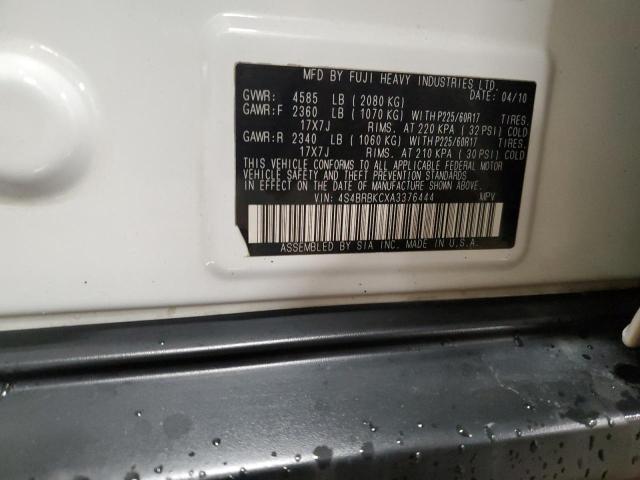 MFD BY FUJI HEAVY INDUSTRIES LTD.
DATE: 04/10
GVWR: 4585 LB (2080 KG)
GAWR:F 2360 LB (1070 KG) WITH P225/60R17 TIRES.
17X7J RIMS. AT 220 KPA (32 PSI) COLD
GAWR:R 2340 LB (1060 KG) WITH P225/60R17 TIRES.
17X7J RIMS. AT 210 KPA (30 PSI) COLD
THIS VEHICLE CONFORMS TO ALL APPLICABLE FEDERAL MOTOR
VEHICLE SAFETY AND THEFT PREVENTION STANDARDS
IN EFFECT ON THE DATE OF MANUFACTURE SHOWN ABOVE.
VIN: 4S4BRBKCXA3376444 MPV
ASSEMBLED BY SIA INC. MADE IN U.S.A.